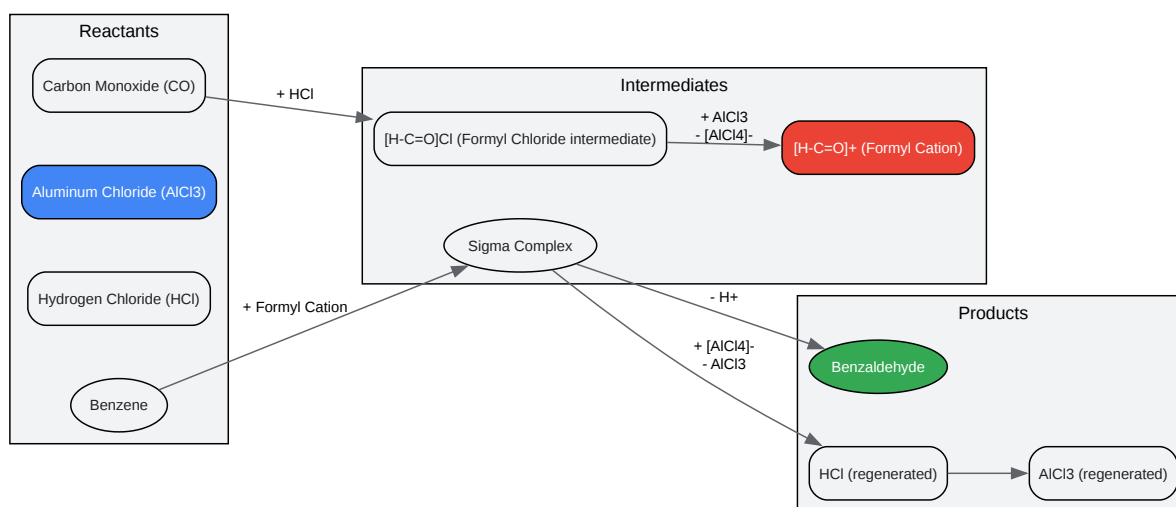 Reactants
Carbon Monoxide (CO)
Aluminum Chloride (AlCl3)
Hydrogen Chloride (HCl)
Benzene
+ HCl
+ Formyl Cation
Intermediates
[H-C=O]Cl (Formyl Chloride intermediate)
+ AlCl3
- [AlCl4]-
[H-C=O]+ (Formyl Cation)
Sigma Complex
- H+
+ [AlCl4]-
- AlCl3
Products
Benzaldehyde
HCl (regenerated)
AlCl3 (regenerated)